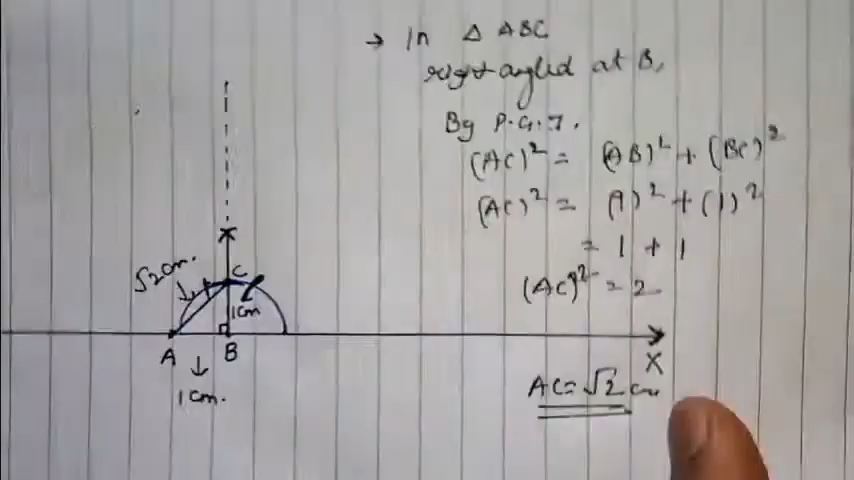 → In Δ ABC
right angled at B,
By P.G.T.
(AC)² = (AB)² + (BC)²
(AC)² = (1)² + (1)²
= 1 + 1
(AC)² = 2
AC = √2 cm
√2 cm.
C
1cm
A
B
X
1cm.